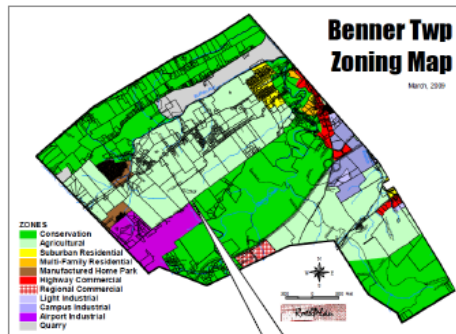 Benner Twp
Zoning Map
March, 2009
ZONES
Conservation
Agricultural
Suburban Residential
Multi-Family Residential
Manufactured Home Park
Highway Commercial
Regional Commercial
Light Industrial
Campus Industrial
Airport Industrial
Quarry